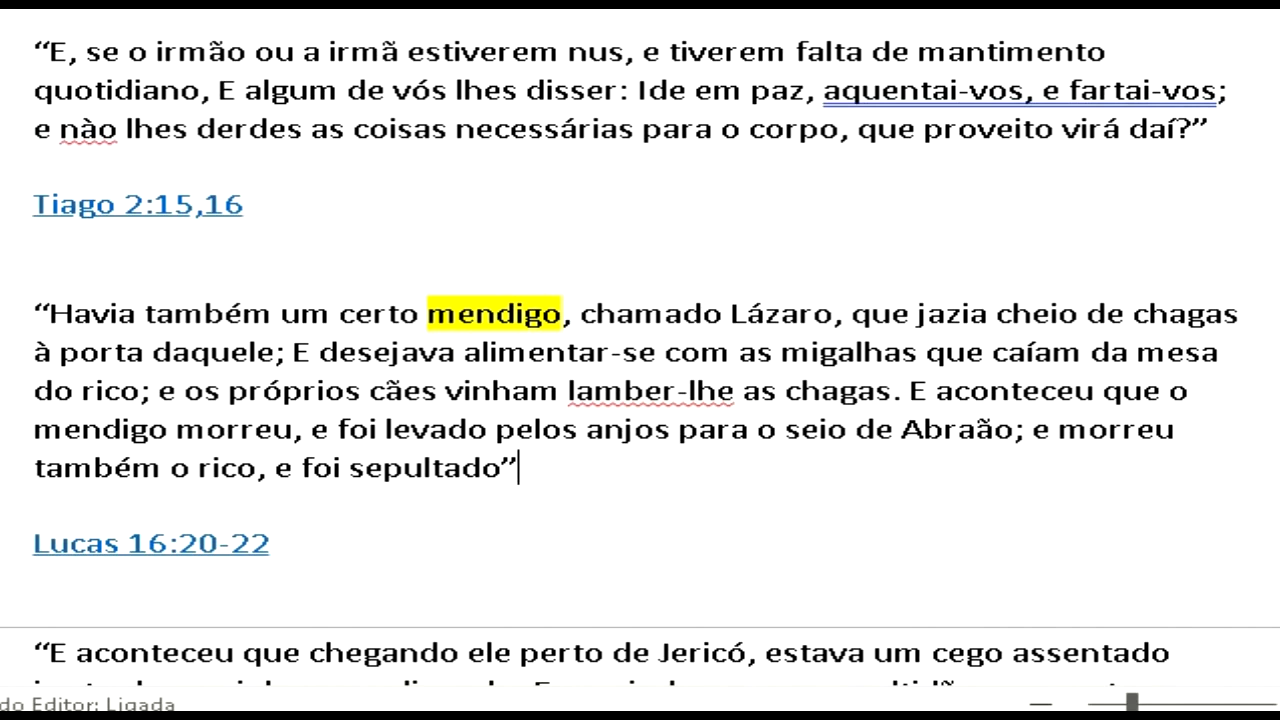 “E, se o irmão ou a irmã estiverem nus, e tiverem falta de mantimento
quotidiano, E algum de vós lhes disser: Ide em paz, aquentai-vos, e fartai-vos;
e nào lhes derdes as coisas necessárias para o corpo, que proveito virá daí?”
Tiago 2:15,16
“Havia também um certo mendigo, chamado Lázaro, que jazia cheio de chagas
à porta daquele; E desejava alimentar-se com as migalhas que caíam da mesa
do rico; e os próprios cães vinham lamber-lhe as chagas. E aconteceu que o
mendigo morreu, e foi levado pelos anjos para o seio de Abraão; e morreu
também o rico, e foi sepultado”
Lucas 16:20-22
“E aconteceu que chegando ele perto de Jericó, estava um cego assentado
do Editor: Ligada